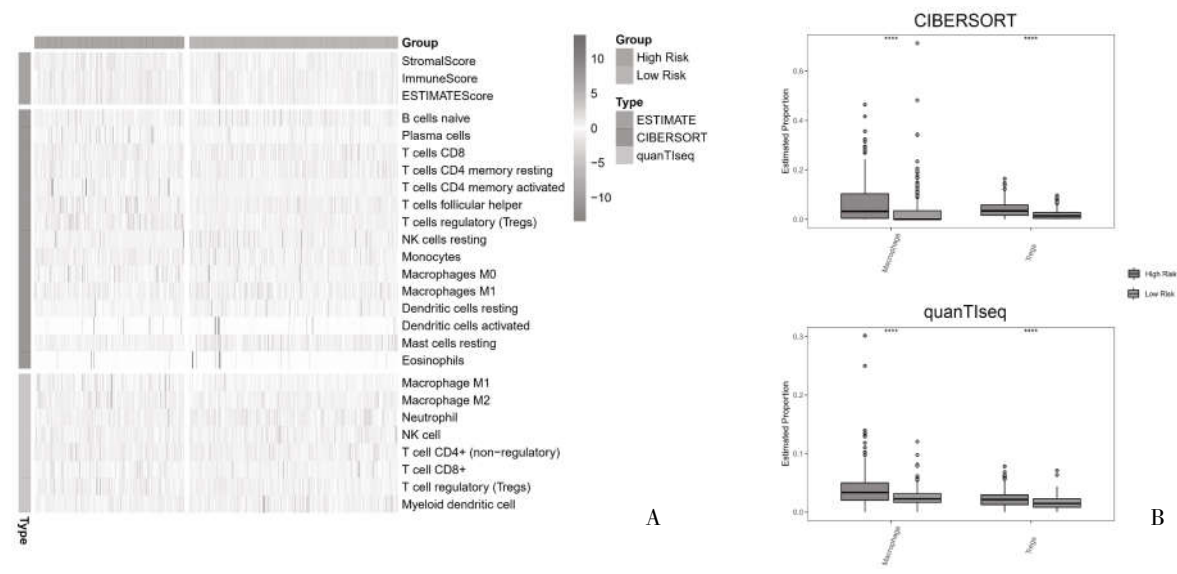 Group
StromalScore
ImmuneScore
ESTIMATEScore
B cells naive
Plasma cells
T cells CD8
T cells CD4 memory resting
T cells CD4 memory activated
T cells follicular helper
T cells regulatory (Tregs)
NK cells resting
Monocytes
Macrophages M0
Macrophages M1
Dendritic cells resting
Dendritic cells activated
Mast cells resting
Eosinophils
Macrophage M1
Macrophage M2
Neutrophil
NK cell
T cell CD4+ (non-regulatory)
T cell CD8+
T cell regulatory (Tregs)
Myeloid dendritic cell
Type
10
5
0
−5
−10
Group
High Risk
Low Risk
Type
ESTIMATE
CIBERSORT
quanTIseq
A
CIBERSORT
****
****
Estimated Proportion
0.6
0.4
0.2
0.0
Macrophage
Tregs
High Risk
Low Risk
quanTIseq
****
****
Estimated Proportion
0.3
0.2
0.1
0.0
Macrophage
Tregs
B